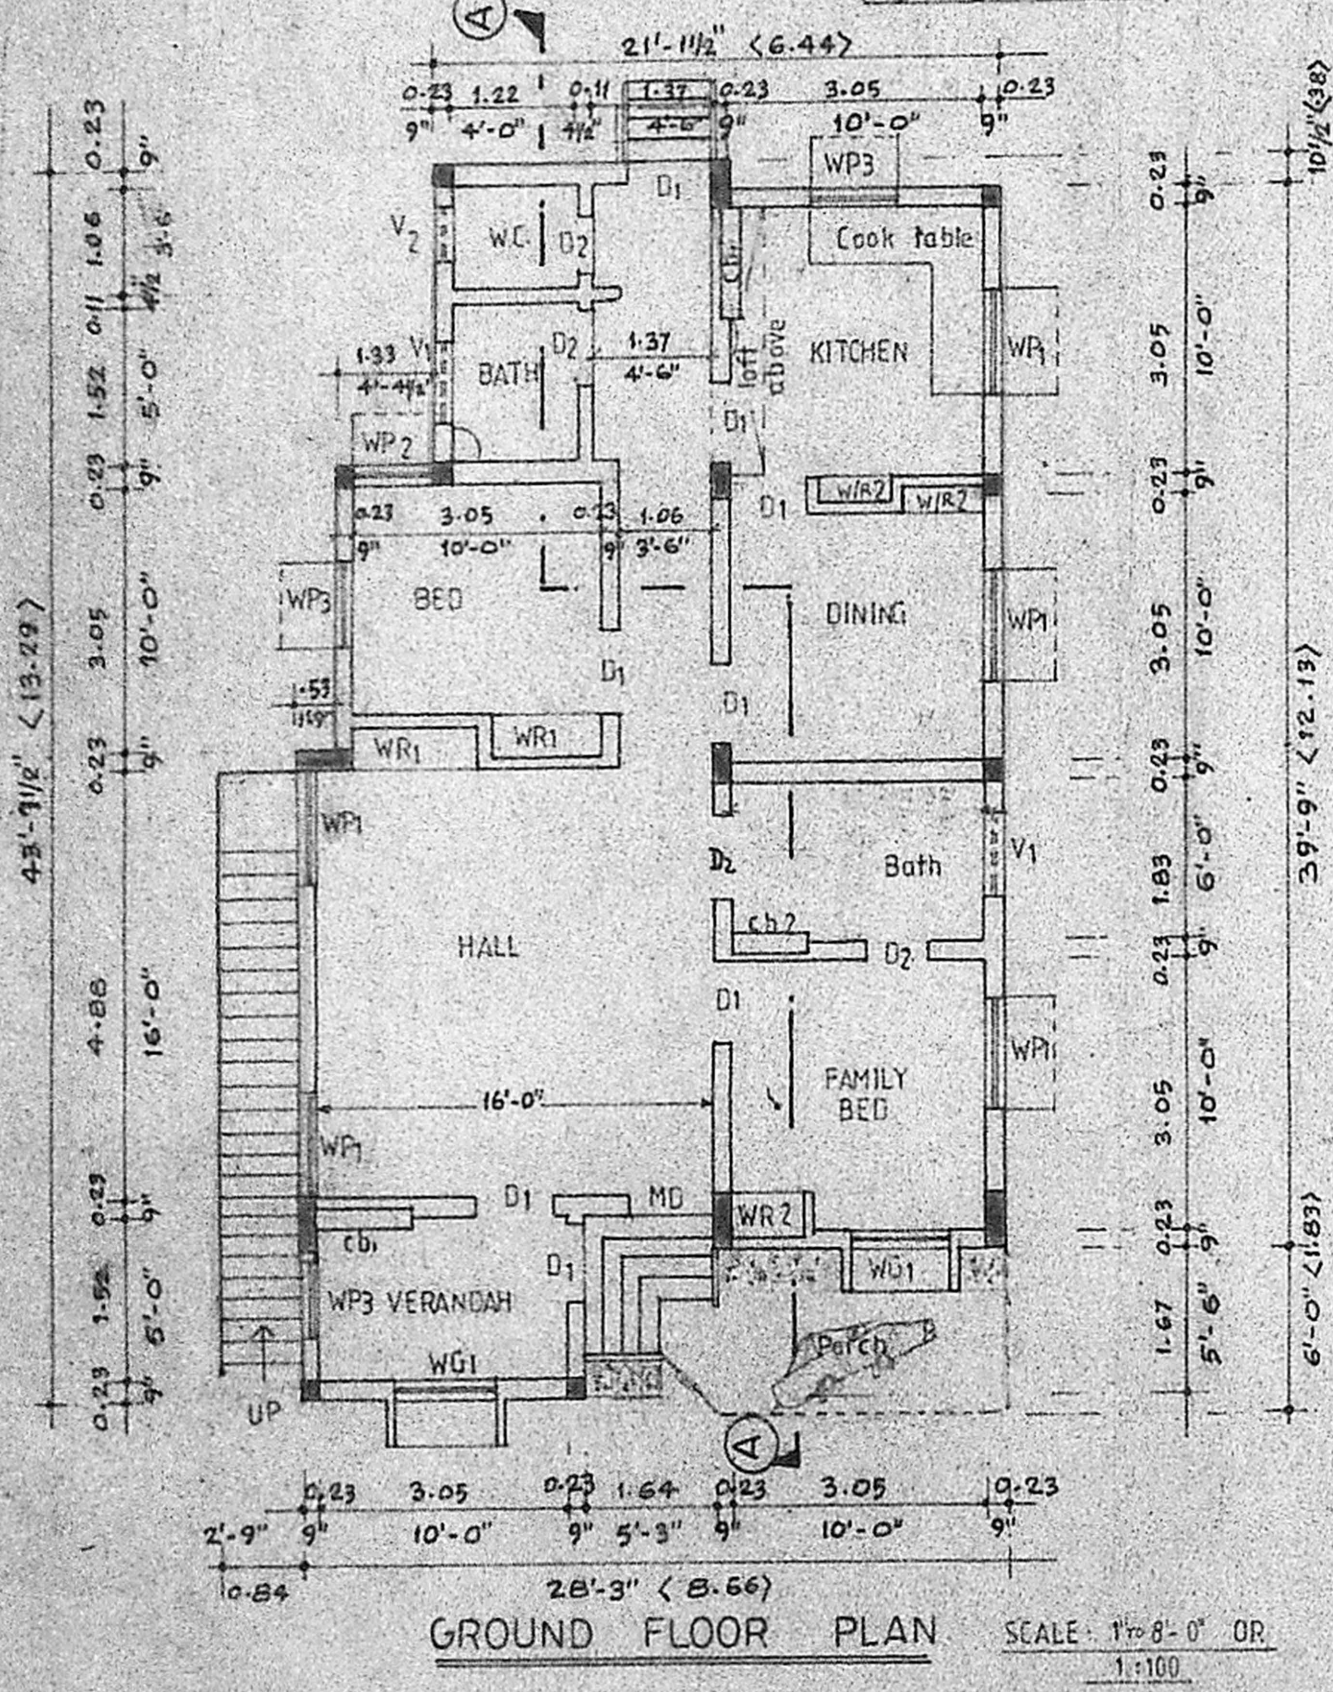 A
21'-1½" (6.44)
0.23 1.22 0.11 1.37 0.23 3.05 0.23
9" 4'-0" 4½" 4'-6" 9" 10'-0" 9"
10½"(38)
WP3
D1
V2
W.C.
D2
Cook table
KITCHEN
WP1
loft above
1.33
4'-4½"
V1
BATH
D2
1.37
4'-6"
WP2
D1
W/R2
W/R2
D1
0.23 3.05 0.23 1.06
9" 10'-0" 9" 3'-6"
WP3
BED
DINING
WP1
D1
D1
.53
WR1
WR1
WP1
D2
Bath
V1
HALL
cb2
D2
D1
WP1
FAMILY
BED
16'-0"
WP1
D1
MD
WR2
cb1
D1
WG1
WP3 VERANDAH
Porch
WG1
UP
A
0.23
9"
1.06
3'-6"
0.11
4½
1.52
5'-0"
0.23
9"
3.05
10'-0"
0.23
9"
4.88
16'-0"
0.23
9"
1.52
5'-0"
0.23
9"
(13.29)
0.23
9"
3.05
10'-0"
0.23
9"
3.05
10'-0"
0.23
9"
1.83
6'-0"
0.23
9"
3.05
10'-0"
0.23
9"
1.67
5'-6"
39'-9" (12.13)
6'-0" (1.83)
0.23 3.05 0.23 1.64 0.23 3.05 0.23
2'-9" 9" 10'-0" 9" 5'-3" 9" 10'-0" 9"
0.84
28'-3" (8.66)
GROUND FLOOR PLAN
SCALE: 1" to 8'-0" OR
1:100